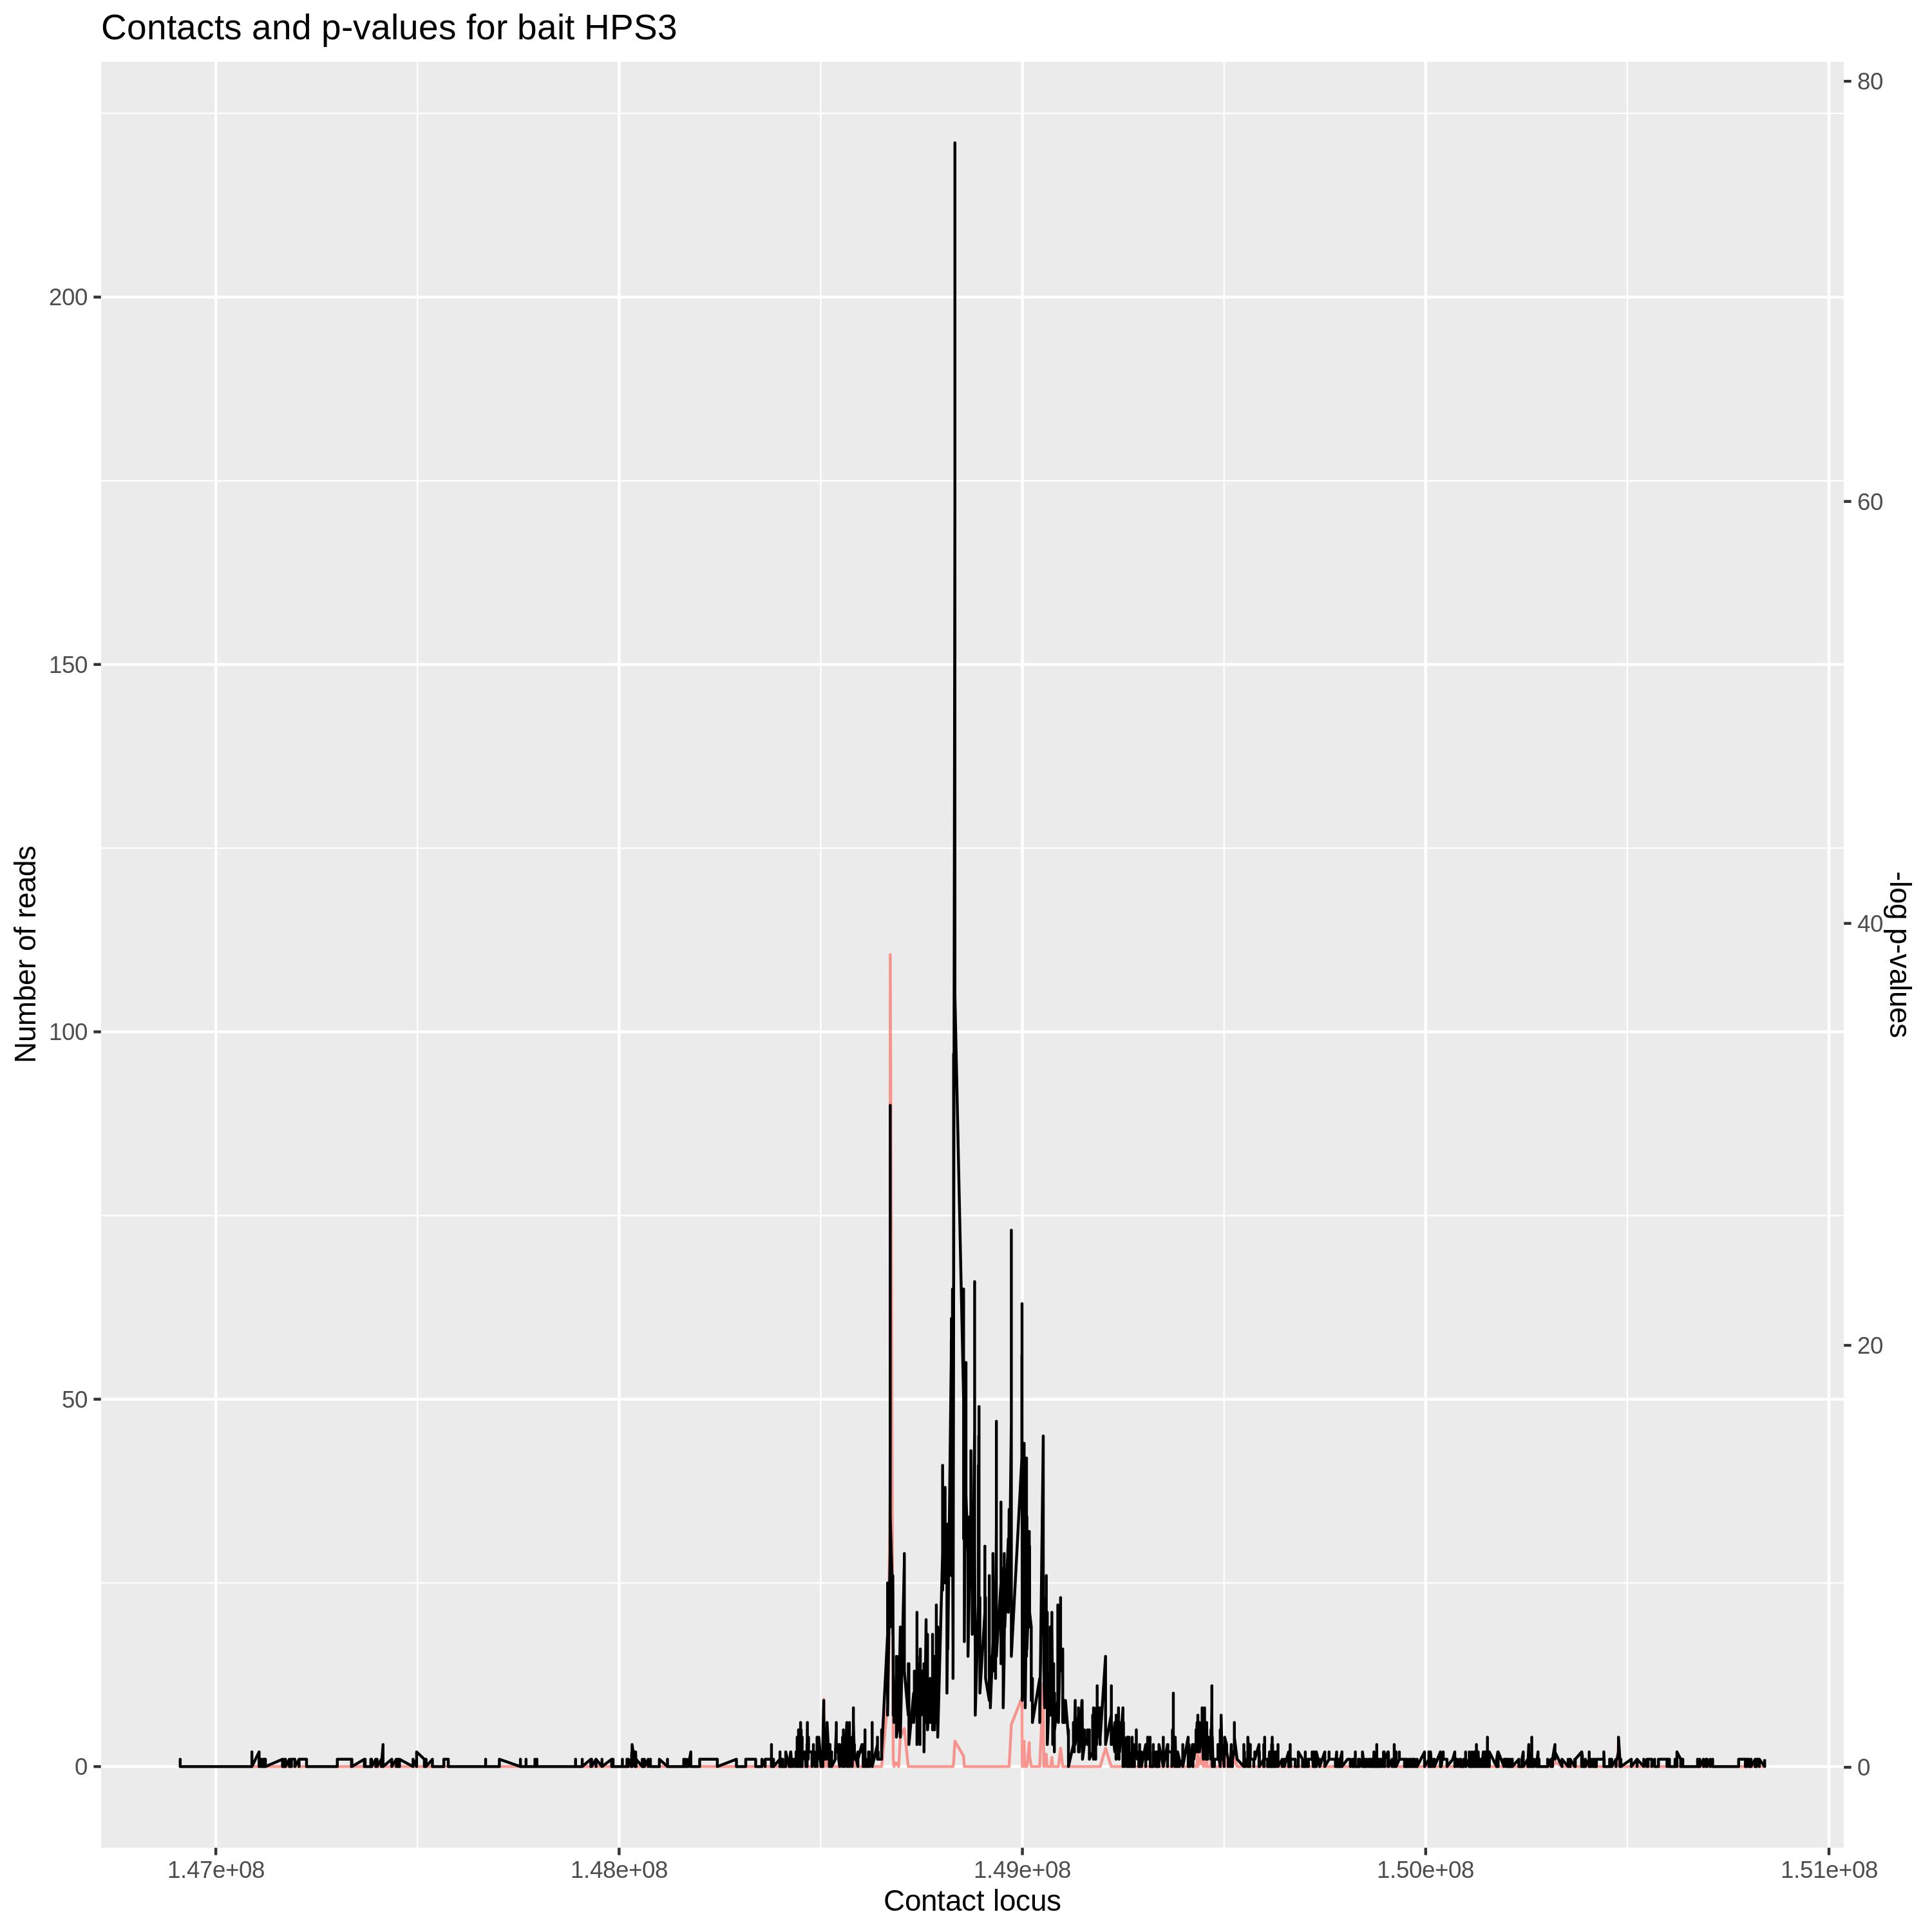 Contacts and p-values for bait HPS3
80
60
40
20
0
200
150
100
50
0
Number of reads
-log p-values
1.47e+08 1.48e+08 1.49e+08 1.50e+08 1.51e+08
Contact locus